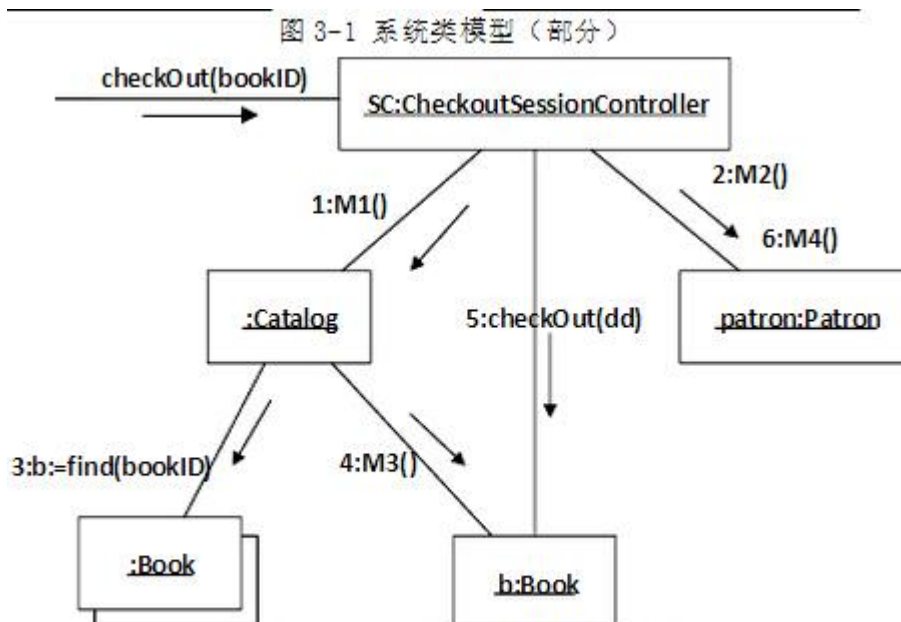 图 3-1 系统类模型（部分）
checkOut(bookID)
SC:CheckoutSessionController
1:M1()
2:M2()
6:M4()
:Catalog
5:checkOut(dd)
patron:Patron
3:b:=find(bookID)
4:M3()
:Book
b:Book